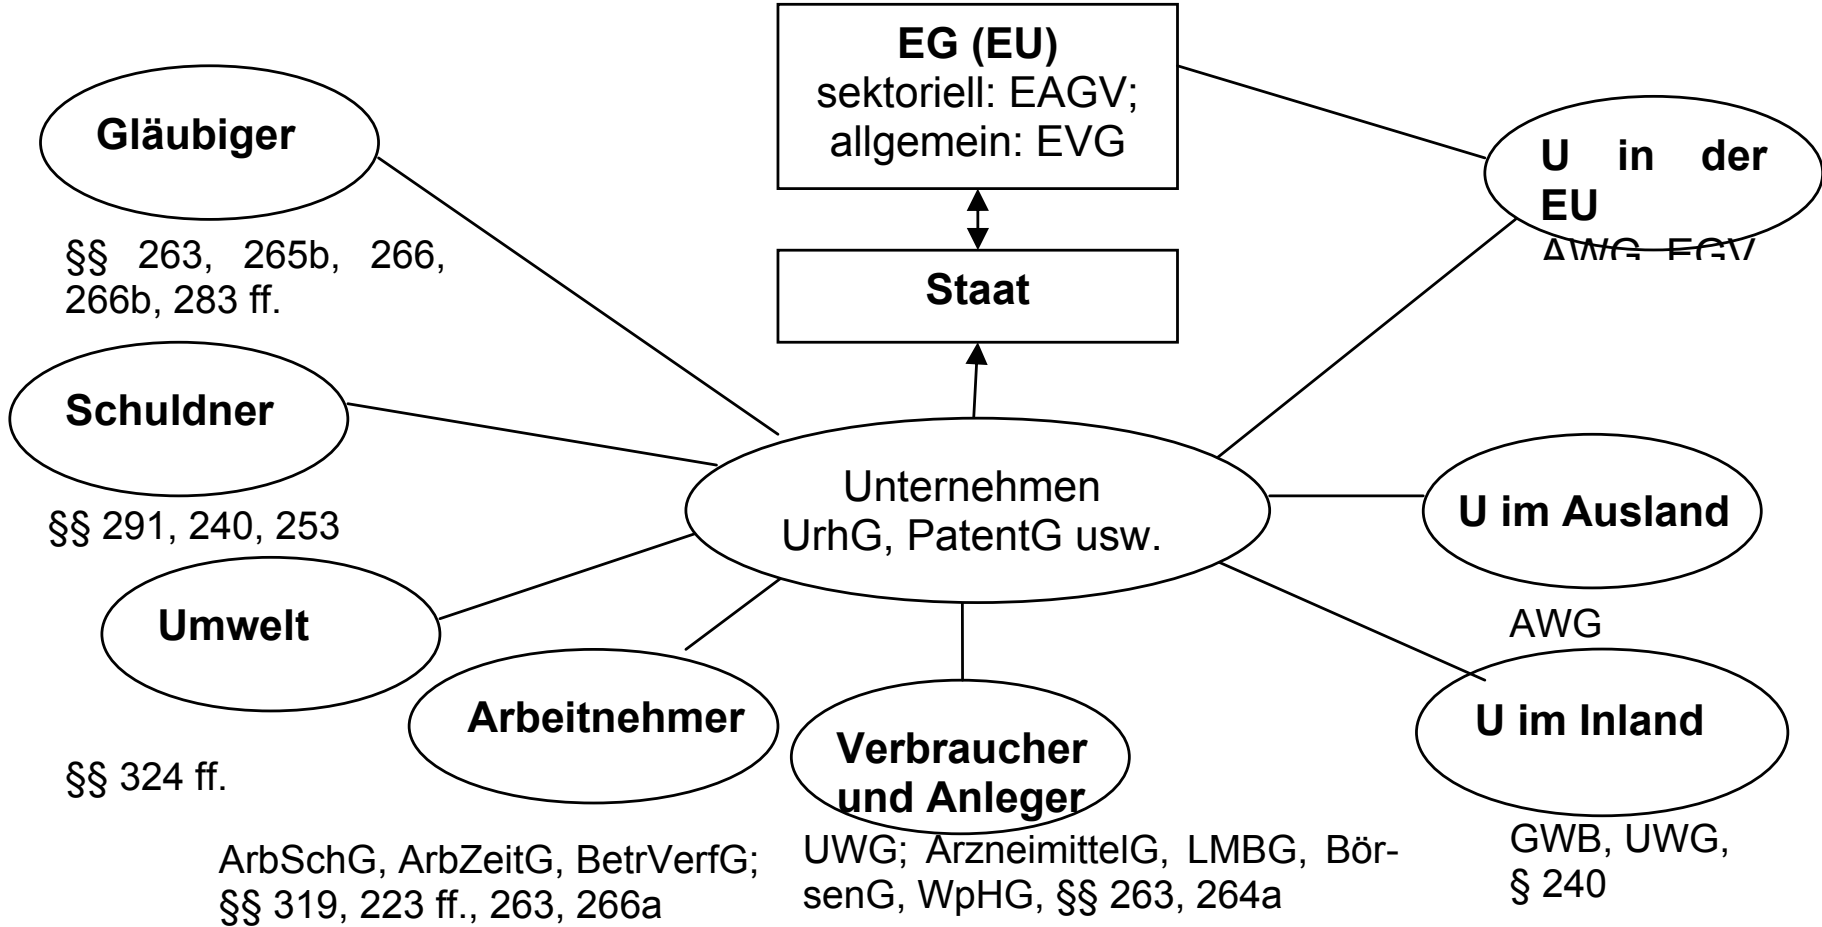 EG (EU)
sektoriell: EAGV;
allgemein: EVG
Gläubiger
§§ 263, 265b, 266,
266b, 283 ff.
U in der
EU
AWG EGV
Staat
Schuldner
§§ 291, 240, 253
Unternehmen
UrhG, PatentG usw.
U im Ausland
AWG
Umwelt
§§ 324 ff.
Arbeitnehmer
ArbSchG, ArbZeitG, BetrVerfG;
§§ 319, 223 ff., 263, 266a
Verbraucher
und Anleger
UWG; ArzneimittelG, LMBG, Bör-
senG, WpHG, §§ 263, 264a
U im Inland
GWB, UWG,
§ 240